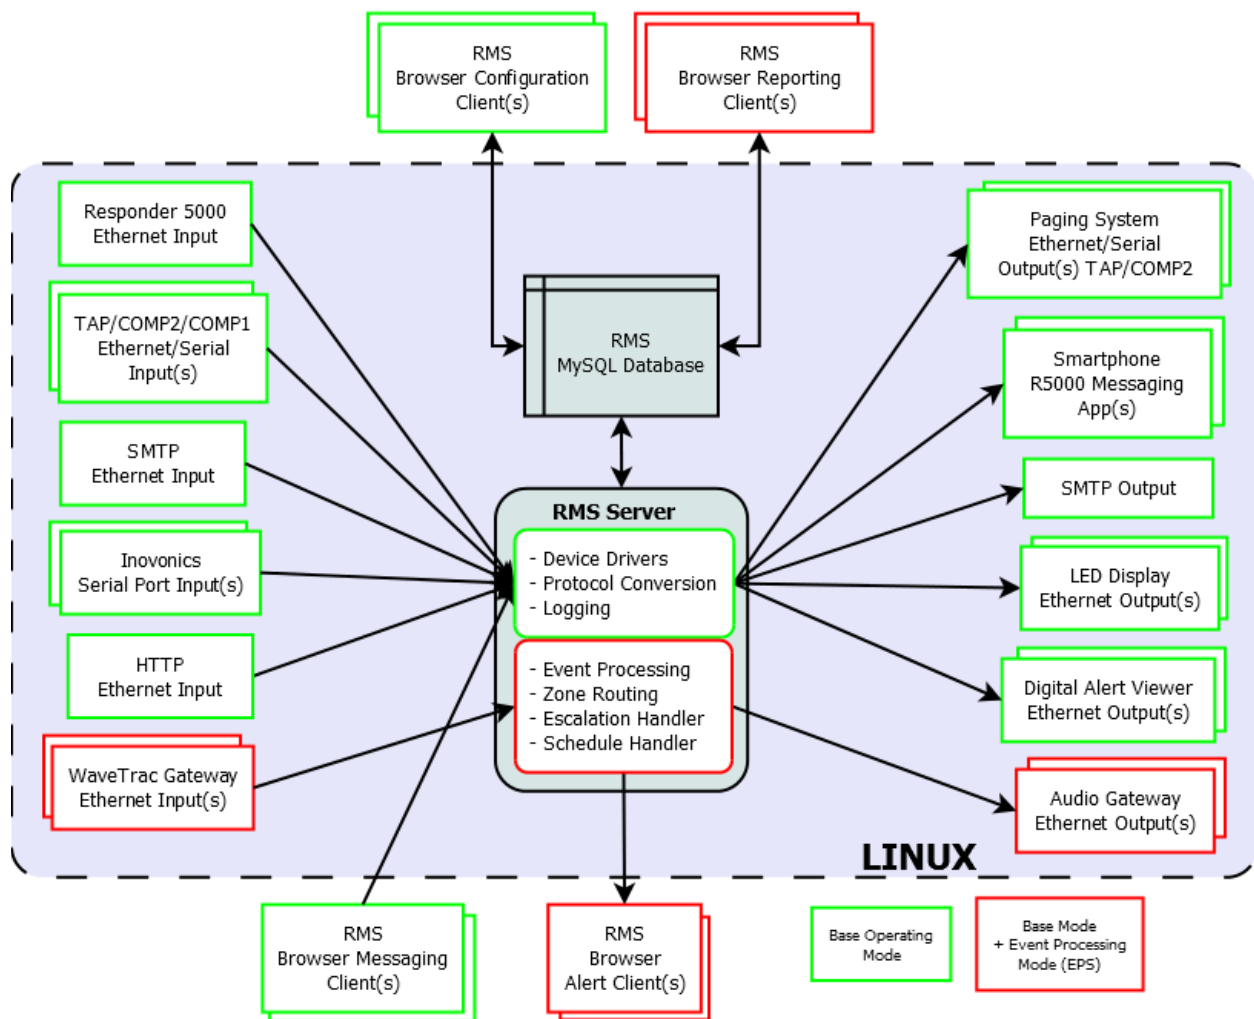 RMS
Browser Configuration
Client(s)
RMS
Browser Reporting
Client(s)
Responder 5000
Ethernet Input
TAP/COMP2/COMP1
Ethernet/Serial
Input(s)
SMTP
Ethernet Input
Inovonics
Serial Port Input(s)
HTTP
Ethernet Input
WaveTrac Gateway
Ethernet Input(s)
RMS
MySQL Database
RMS Server
- Device Drivers
- Protocol Conversion
- Logging
- Event Processing
- Zone Routing
- Escalation Handler
- Schedule Handler
Paging System
Ethernet/Serial
Output(s) TAP/COMP2
Smartphone
R5000 Messaging
App(s)
SMTP Output
LED Display
Ethernet Output(s)
Digital Alert Viewer
Ethernet Output(s)
Audio Gateway
Ethernet Output(s)
LINUX
RMS
Browser Messaging
Client(s)
RMS
Browser
Alert Client(s)
Base Operating
Mode
Base Mode
+ Event Processing
Mode (EPS)